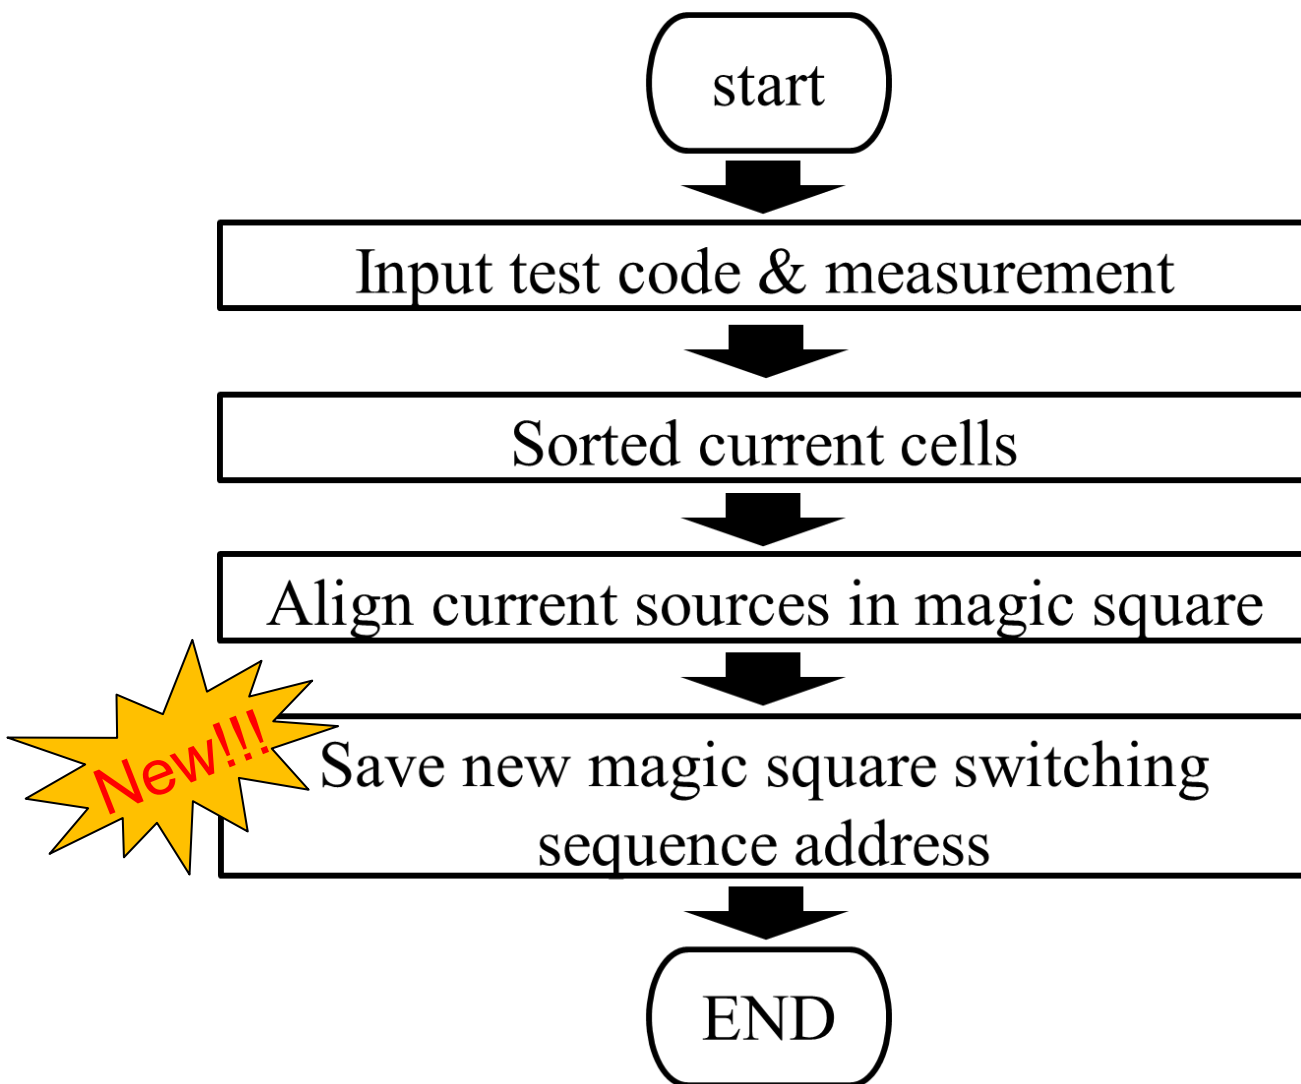 start
Input test code & measurement
Sorted current cells
Align current sources in magic square
New!!!
Save new magic square switching
sequence address
END